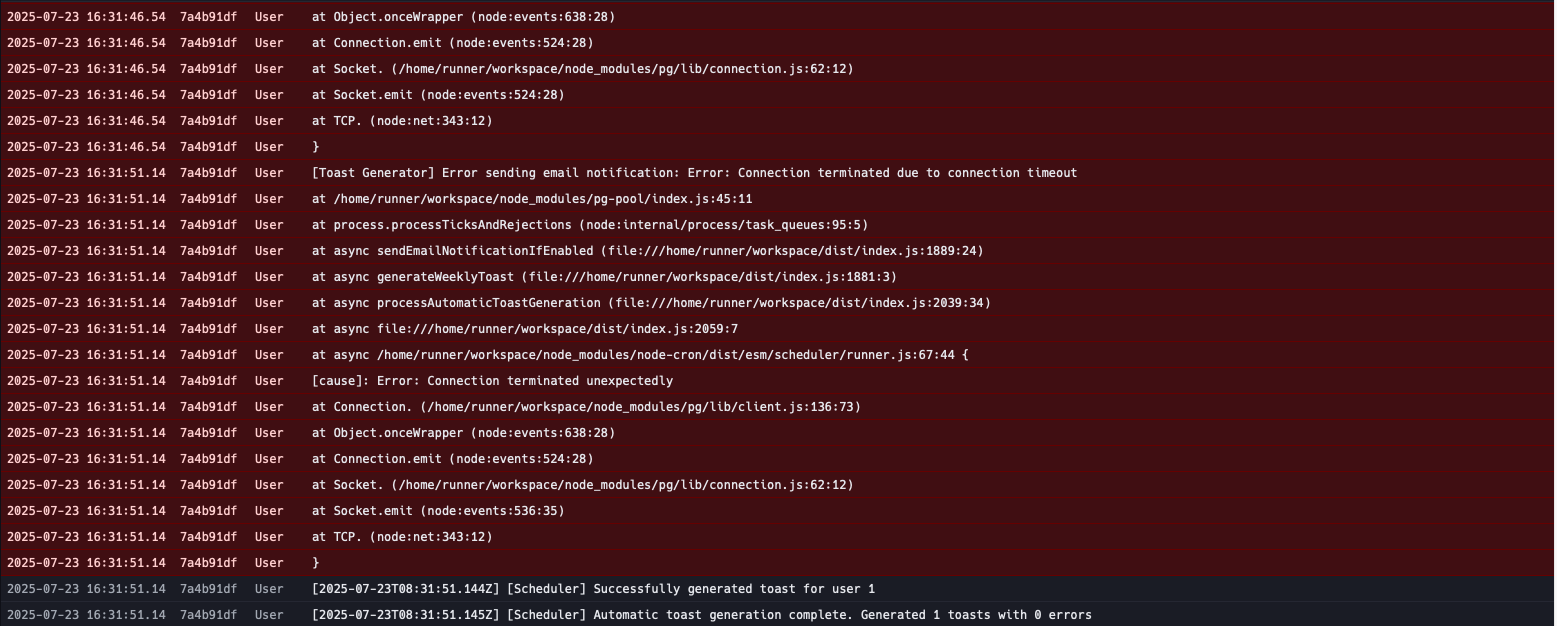 2025-07-23 16:31:46.54 7a4b91df User at Object.onceWrapper (node:events:638:28)
2025-07-23 16:31:46.54 7a4b91df User at Connection.emit (node:events:524:28)
2025-07-23 16:31:46.54 7a4b91df User at Socket. (/home/runner/workspace/node_modules/pg/lib/connection.js:62:12)
2025-07-23 16:31:46.54 7a4b91df User at Socket.emit (node:events:524:28)
2025-07-23 16:31:46.54 7a4b91df User at TCP. (node:net:343:12)
2025-07-23 16:31:46.54 7a4b91df User }
2025-07-23 16:31:51.14 7a4b91df User [Toast Generator] Error sending email notification: Error: Connection terminated due to connection timeout
2025-07-23 16:31:51.14 7a4b91df User at /home/runner/workspace/node_modules/pg-pool/index.js:45:11
2025-07-23 16:31:51.14 7a4b91df User at process.processTicksAndRejections (node:internal/process/task_queues:95:5)
2025-07-23 16:31:51.14 7a4b91df User at async sendEmailNotificationIfEnabled (file:///home/runner/workspace/dist/index.js:1889:24)
2025-07-23 16:31:51.14 7a4b91df User at async generateWeeklyToast (file:///home/runner/workspace/dist/index.js:1881:3)
2025-07-23 16:31:51.14 7a4b91df User at async processAutomaticToastGeneration (file:///home/runner/workspace/dist/index.js:2039:34)
2025-07-23 16:31:51.14 7a4b91df User at async file:///home/runner/workspace/dist/index.js:2059:7
2025-07-23 16:31:51.14 7a4b91df User at async /home/runner/workspace/node_modules/node-cron/dist/esm/scheduler/runner.js:67:44 {
2025-07-23 16:31:51.14 7a4b91df User [cause]: Error: Connection terminated unexpectedly
2025-07-23 16:31:51.14 7a4b91df User at Connection. (/home/runner/workspace/node_modules/pg/lib/client.js:136:73)
2025-07-23 16:31:51.14 7a4b91df User at Object.onceWrapper (node:events:638:28)
2025-07-23 16:31:51.14 7a4b91df User at Connection.emit (node:events:524:28)
2025-07-23 16:31:51.14 7a4b91df User at Socket. (/home/runner/workspace/node_modules/pg/lib/connection.js:62:12)
2025-07-23 16:31:51.14 7a4b91df User at Socket.emit (node:events:536:35)
2025-07-23 16:31:51.14 7a4b91df User at TCP. (node:net:343:12)
2025-07-23 16:31:51.14 7a4b91df User }
2025-07-23 16:31:51.14 7a4b91df User [2025-07-23T08:31:51.144Z] [Scheduler] Successfully generated toast for user 1
2025-07-23 16:31:51.14 7a4b91df User [2025-07-23T08:31:51.145Z] [Scheduler] Automatic toast generation complete. Generated 1 toasts with 0 errors